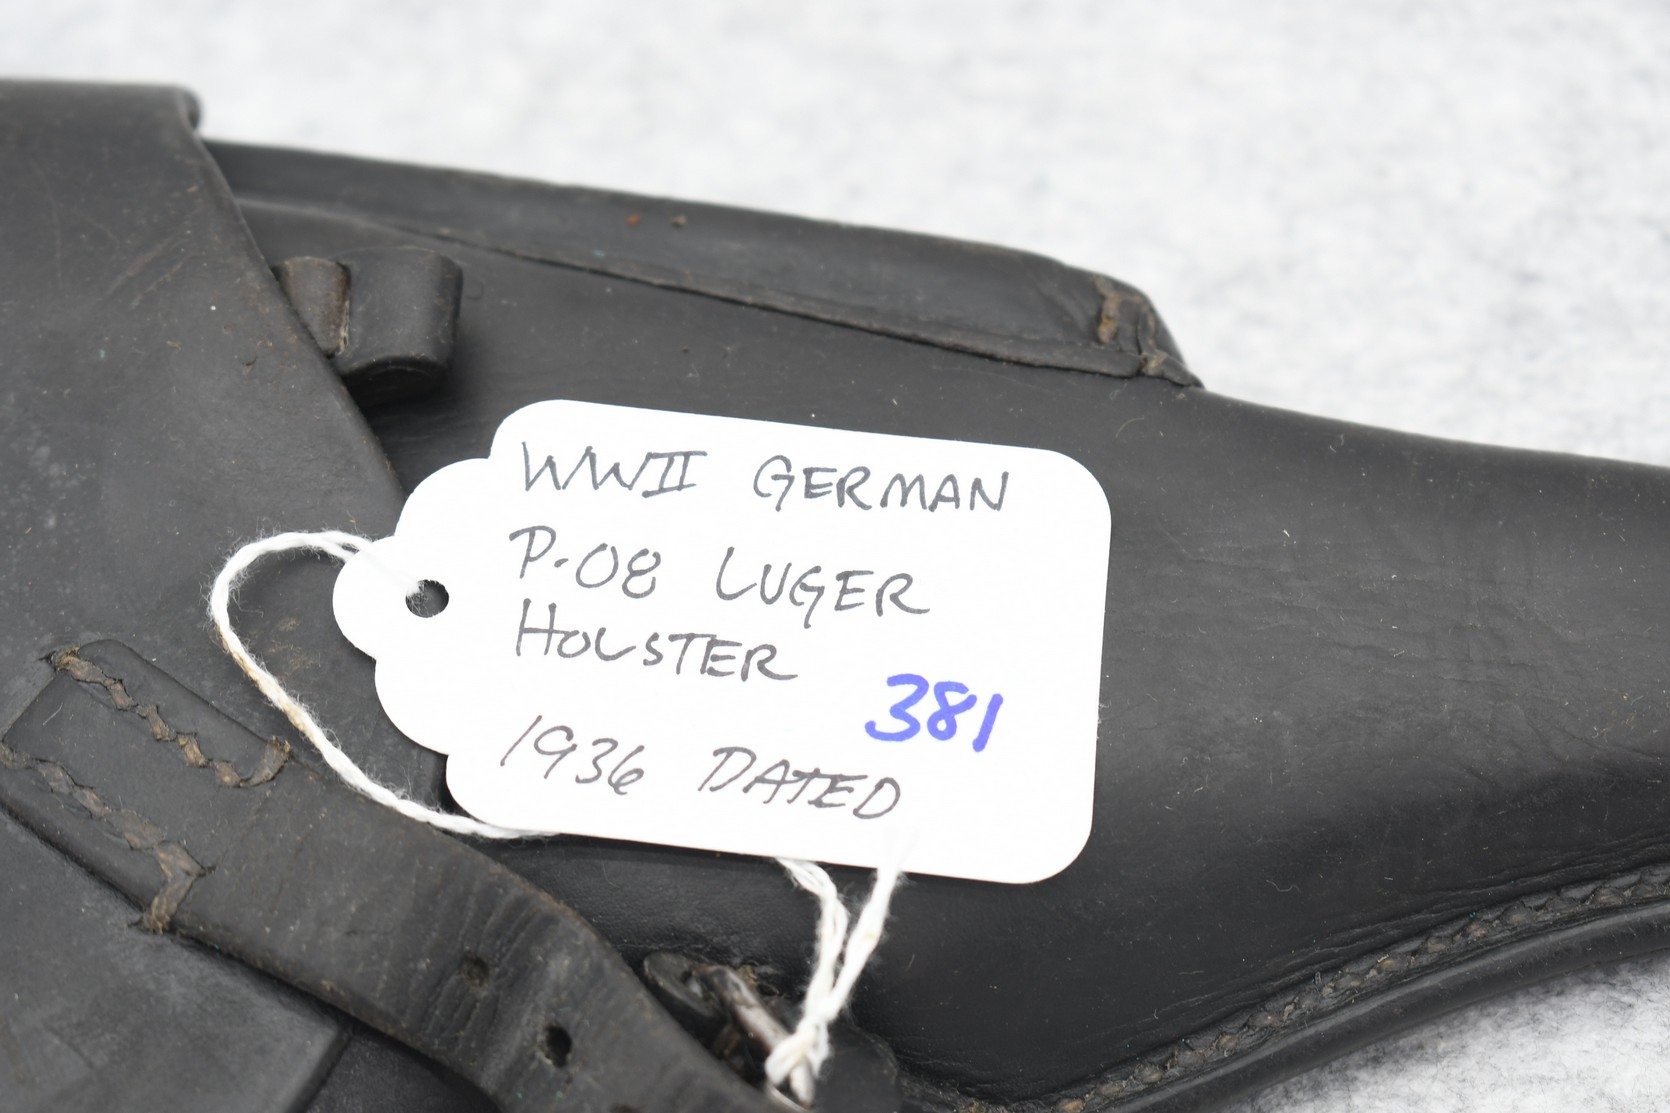 WWII GERMAN
P-08 LUGER
HOLSTER
381
1936 DATED